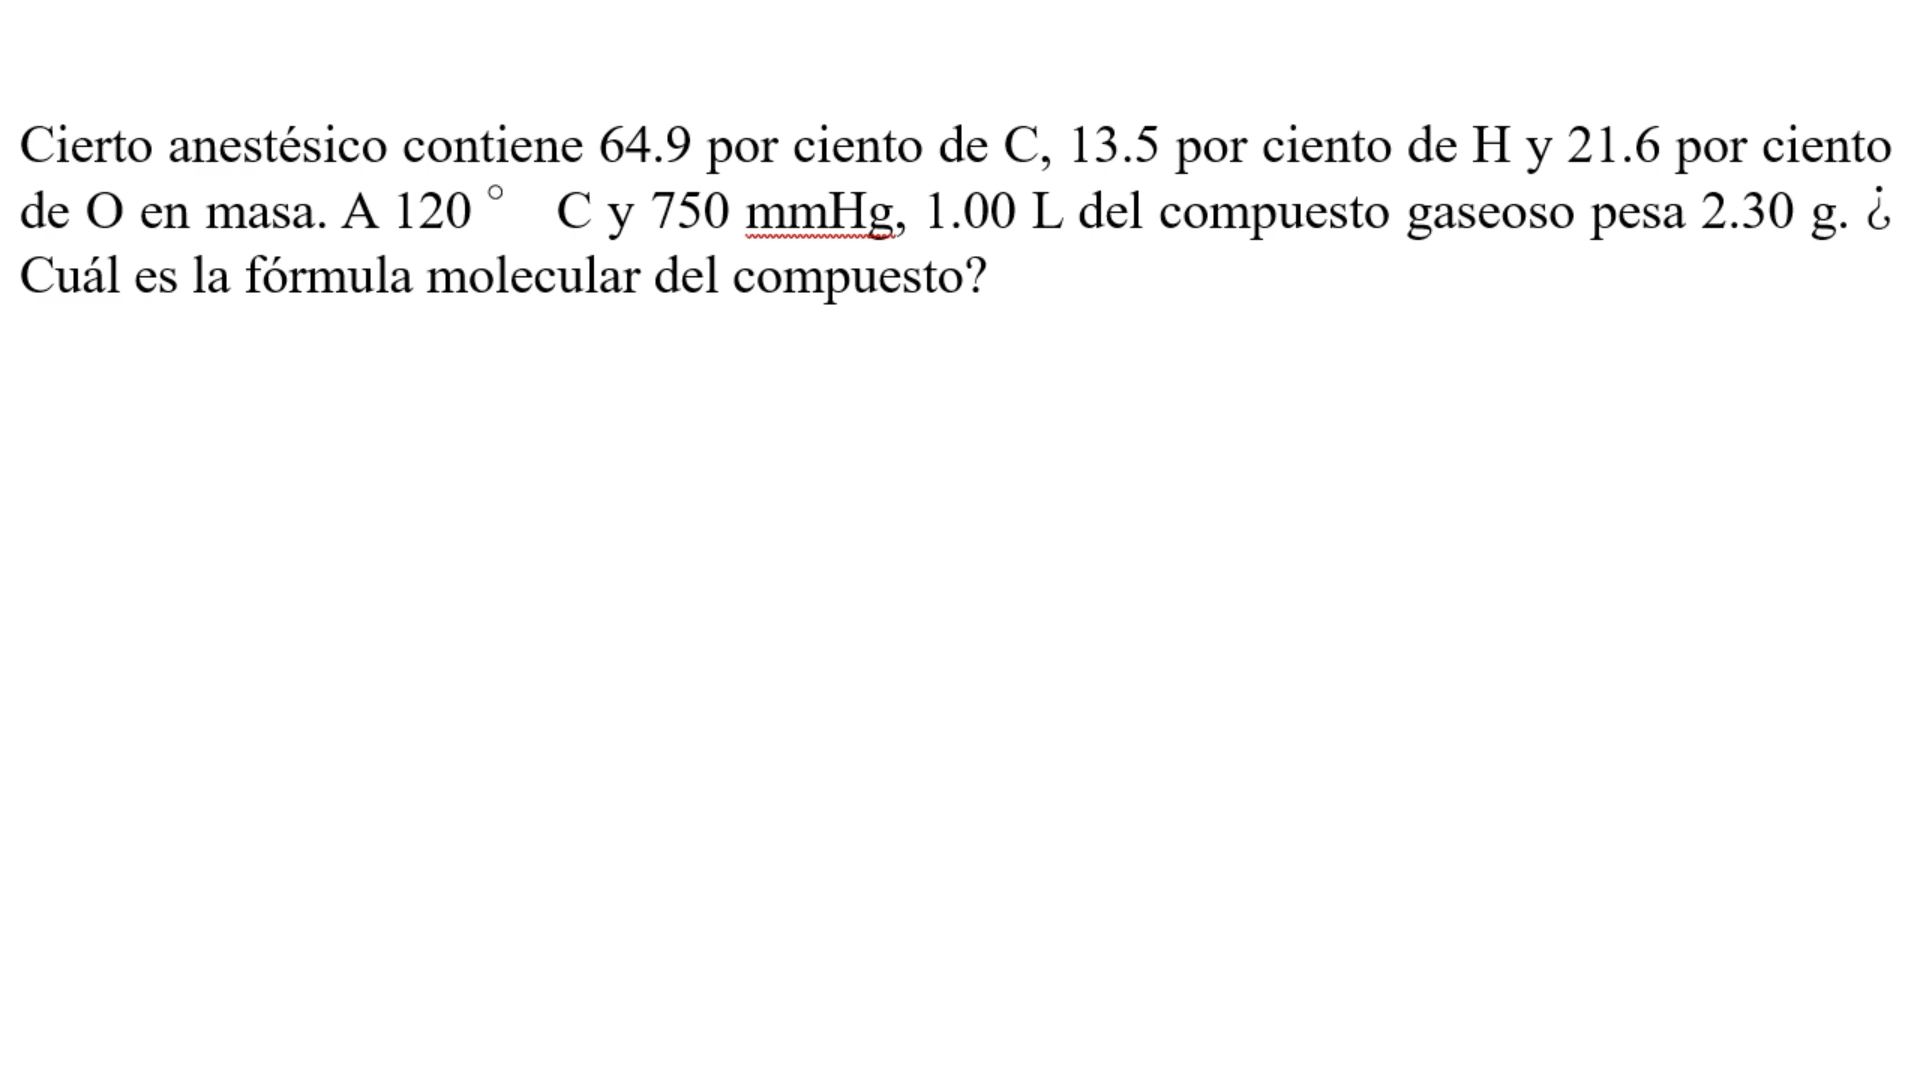 Cierto anestésico contiene 64.9 por ciento de C, 13.5 por ciento de H y 21.6 por ciento
de O en masa. A 120 ° C y 750 mmHg, 1.00 L del compuesto gaseoso pesa 2.30 g. ¿
Cuál es la fórmula molecular del compuesto?